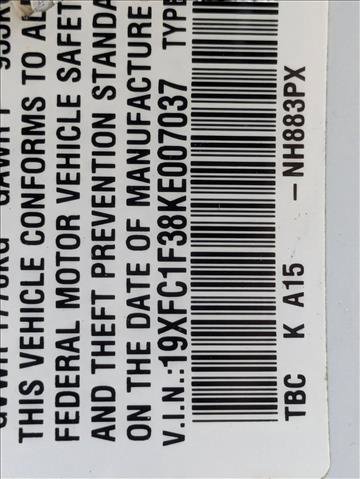 THIS VEHICLE CONFORMS TO AL
FEDERAL MOTOR VEHICLE SAFET
AND THEFT PREVENTION STANDA
ON THE DATE OF MANUFACTURE
V.I.N.:19XFC1F38KE007037 TYPE
TBC K A15 - NH883PX